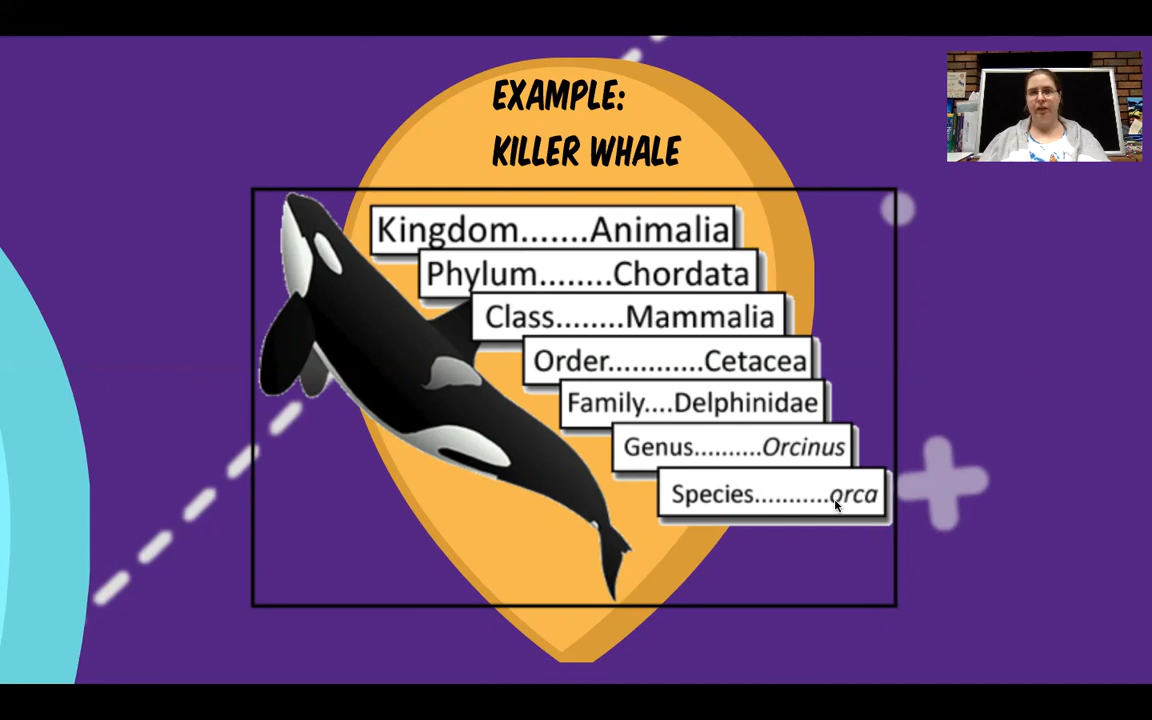 EXAMPLE:
KILLER WHALE
Kingdom.......Animalia
Phylum........Chordata
Class........Mammalia
Order............Cetacea
Family....Delphinidae
Genus..........Orcinus
Species...........orca